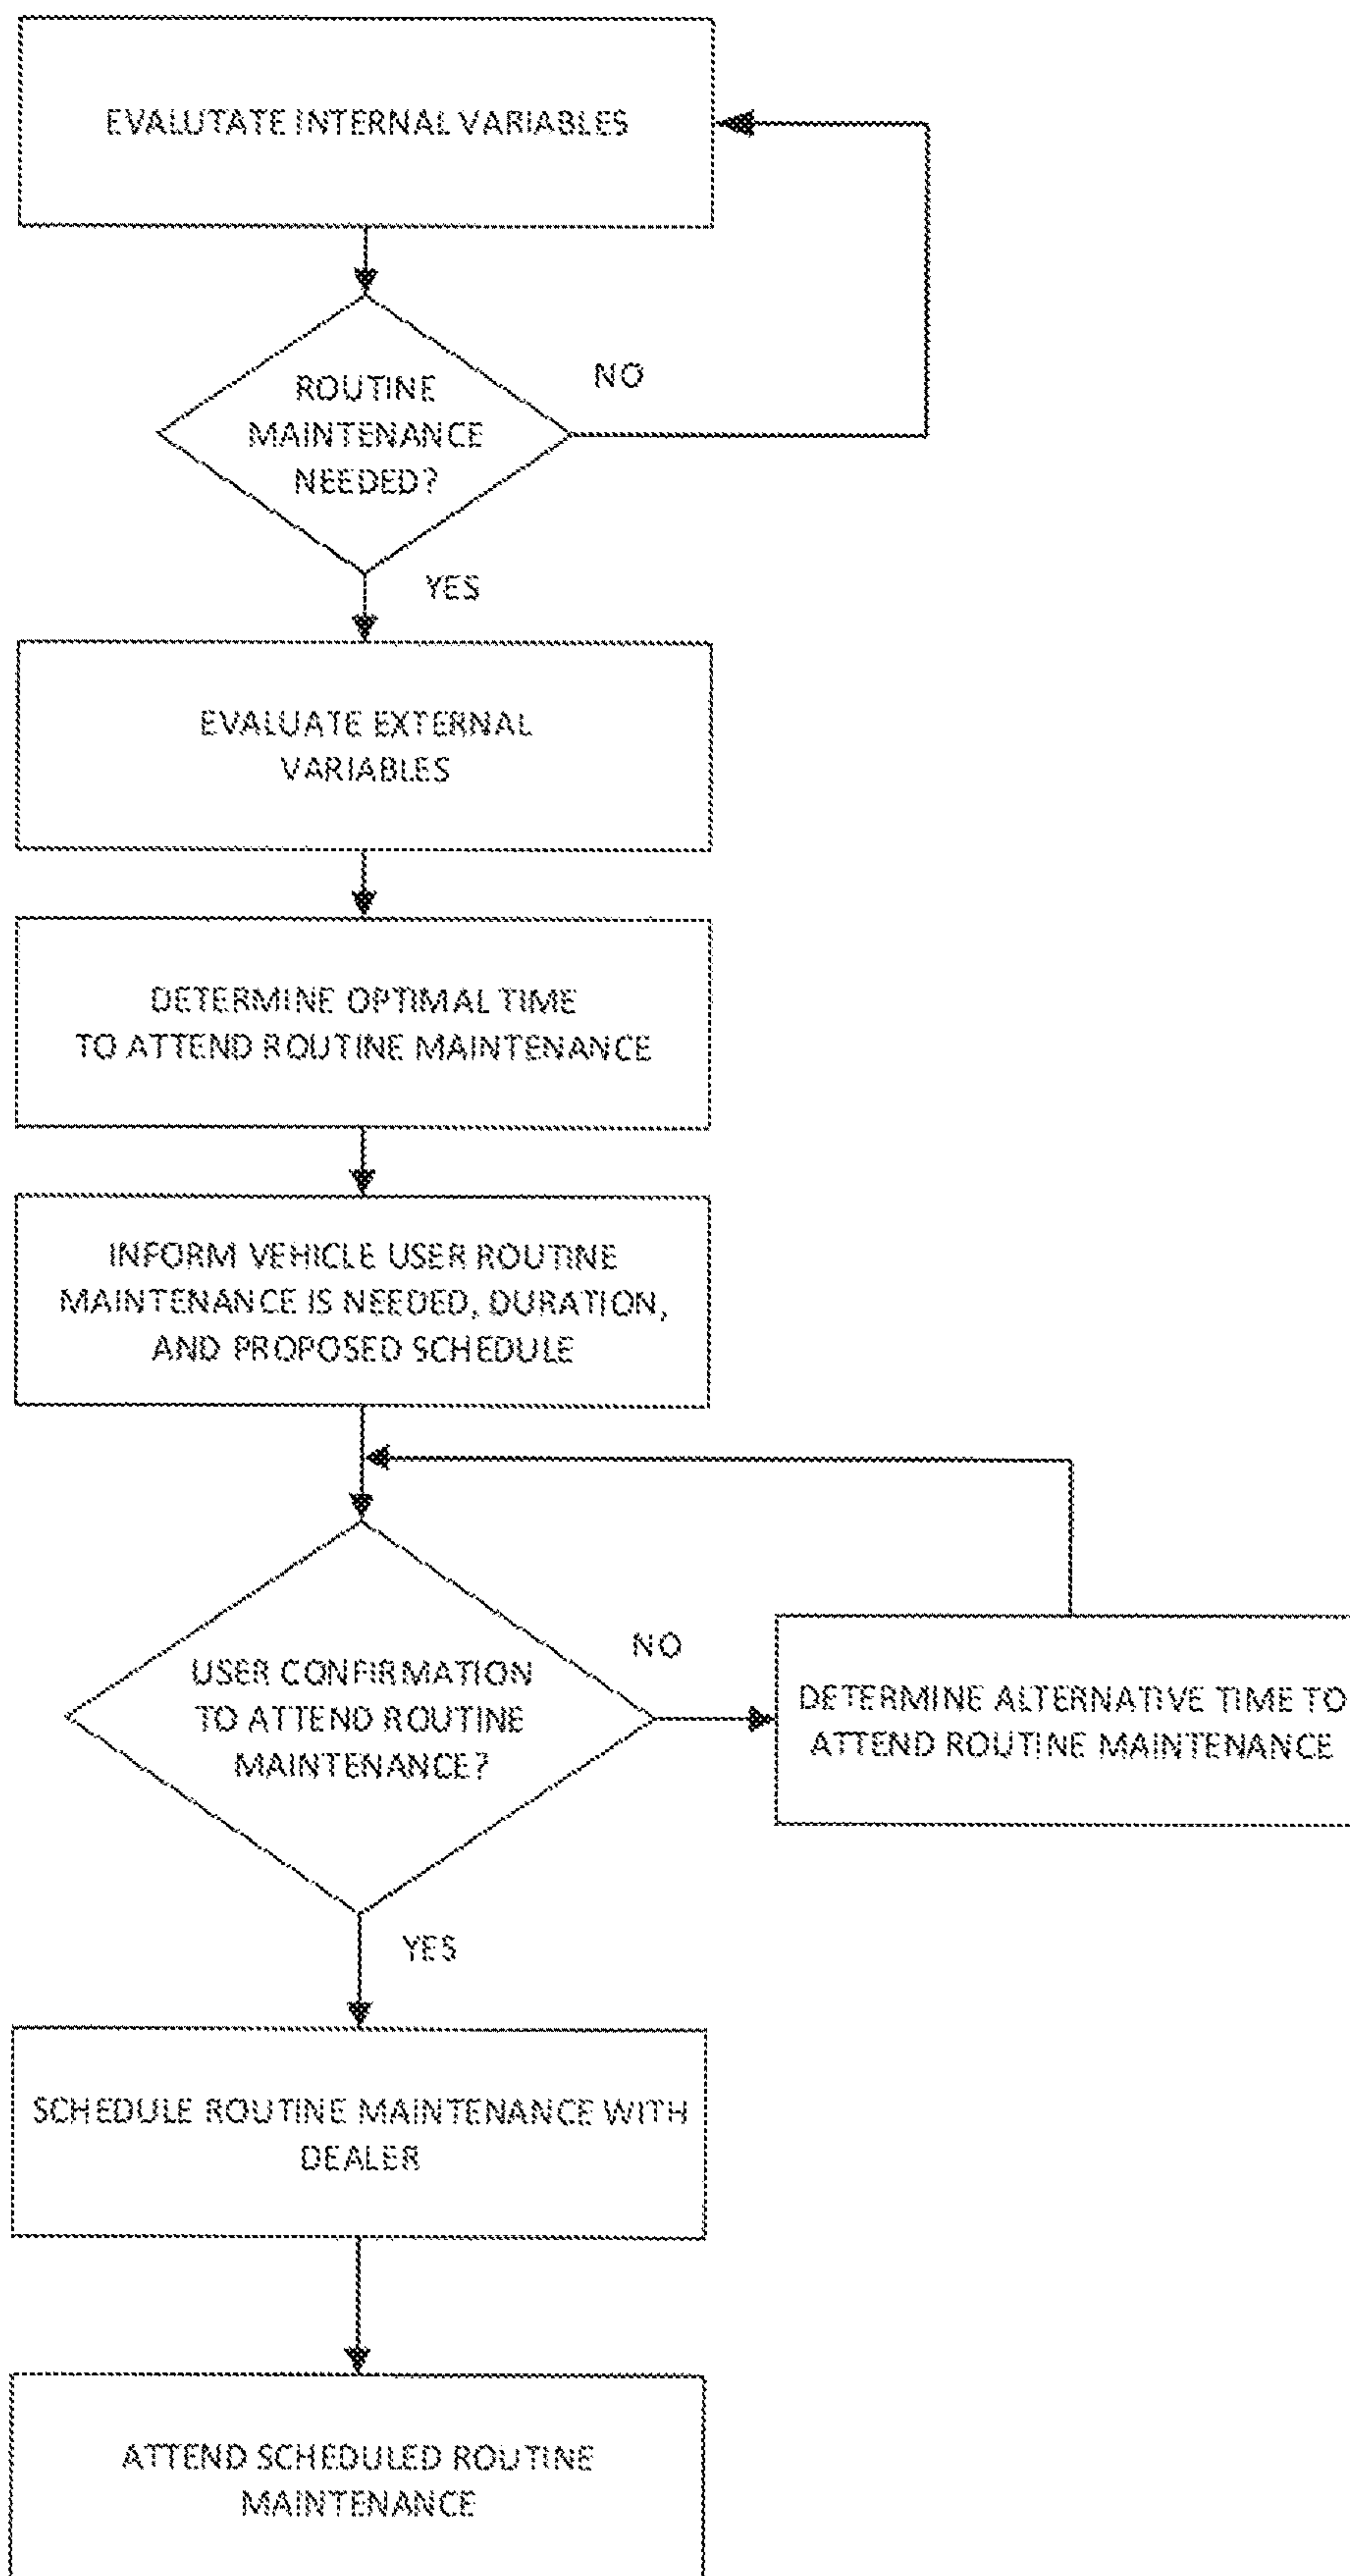 EVALUTATE INTERNAL VARIABLES
ROUTINE
MAINTENANCE
NEEDED?
NO
YES
EVALUATE EXTERNAL
VARIABLES
DETERMINE OPTIMAL TIME
TO ATTEND ROUTINE MAINTENANCE
INFORM VEHICLE USER ROUTINE
MAINTENANCE IS NEEDED, DURATION,
AND PROPOSED SCHEDULE
USER CONFIRMATION
TO ATTEND ROUTINE
MAINTENANCE?
NO
DETERMINE ALTERNATIVE TIME TO
ATTEND ROUTINE MAINTENANCE
YES
SCHEDULE ROUTINE MAINTENANCE WITH
DEALER
ATTEND SCHEDULED ROUTINE
MAINTENANCE